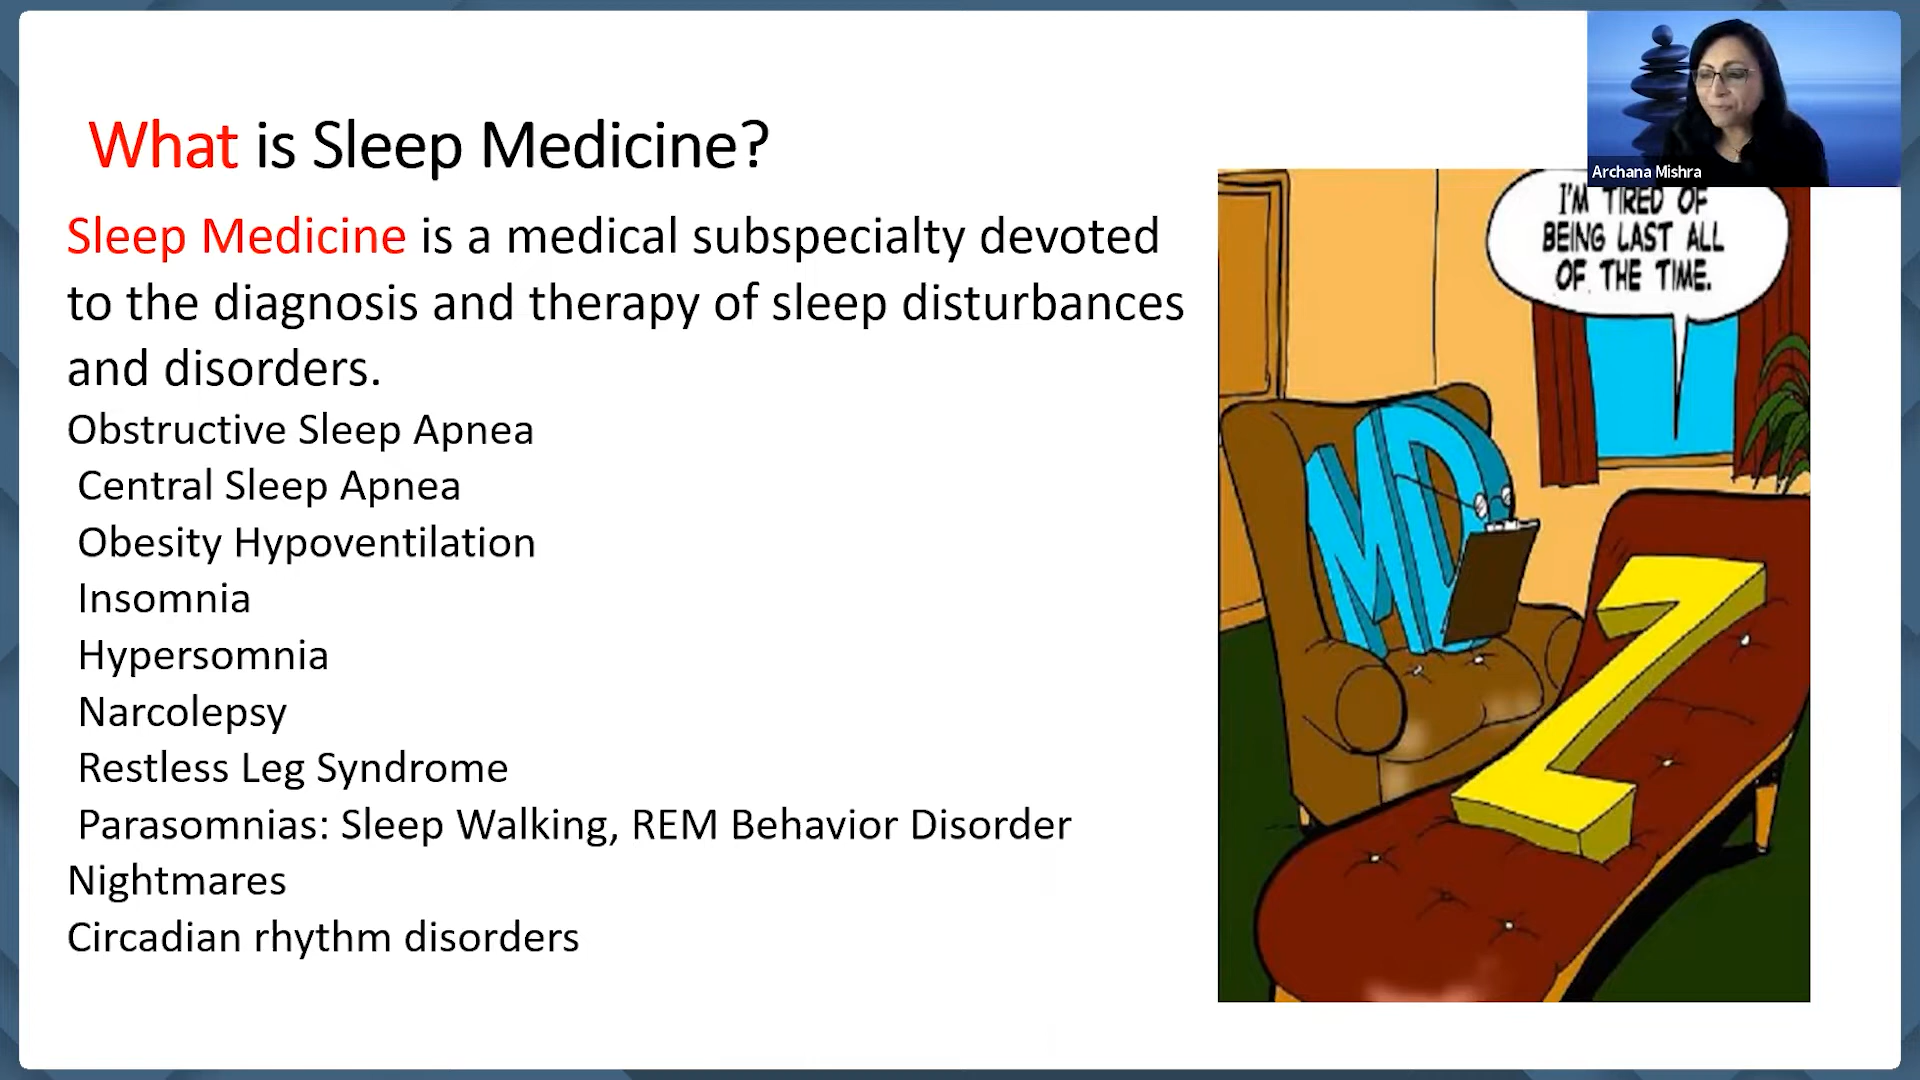 What is Sleep Medicine?
Sleep Medicine is a medical subspecialty devoted
to the diagnosis and therapy of sleep disturbances
and disorders.
Obstructive Sleep Apnea
Central Sleep Apnea
Obesity Hypoventilation
Insomnia
Hypersomnia
Narcolepsy
Restless Leg Syndrome
Parasomnias: Sleep Walking, REM Behavior Disorder
Nightmares
Circadian rhythm disorders
Archana Mishra
I'M TIRED OF
BEING LAST ALL
OF THE TIME.
MD
Z